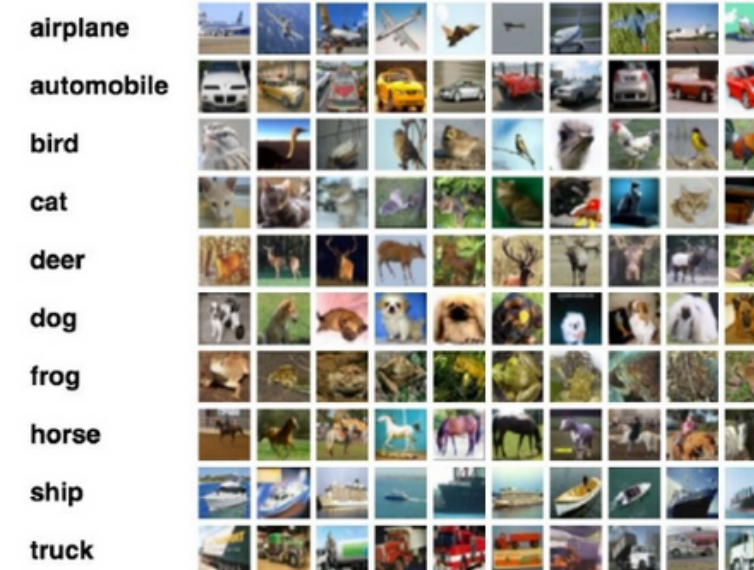 airplane
automobile
bird
cat
deer
dog
frog
horse
ship
truck